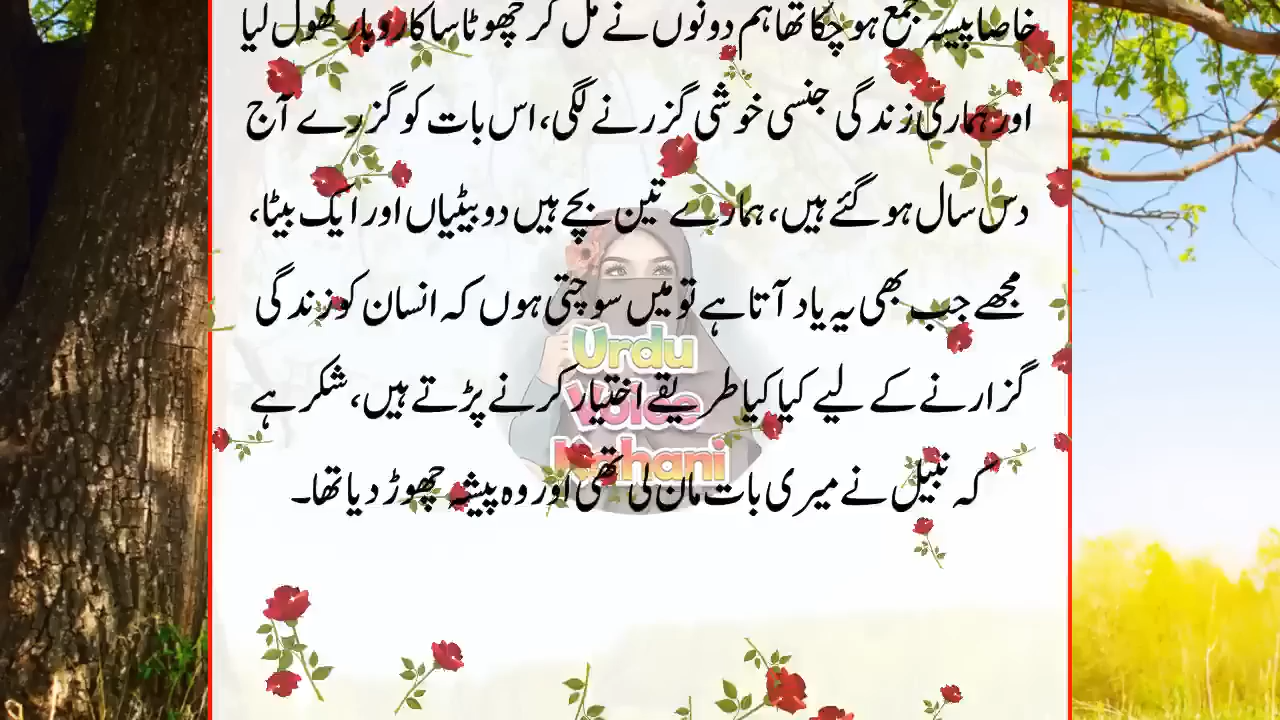 خاصا پیسہ جمع ہو چکا تھا ہم دونوں نے مل کر چھوٹا سا کاروبار کھول لیا
اور ہماری زندگی جنسی خوشی گزرنے لگی، اس بات کو گزرے آج
دس سال ہو گئے ہیں، ہمارے تین بچے ہیں دو بیٹیاں اور ایک بیٹا،
مجھے جب بھی یہ یاد آتا ہے تو میں سوچتی ہوں کہ انسان کو زندگی
گزارنے کے لیے کیا کیا طریقے اختیار کرنے پڑتے ہیں، شکر ہے
کہ نبیل نے میری بات مان لی تھی اور وہ پیشہ چھوڑ دیا تھا۔
Urdu
Voice
Kahani